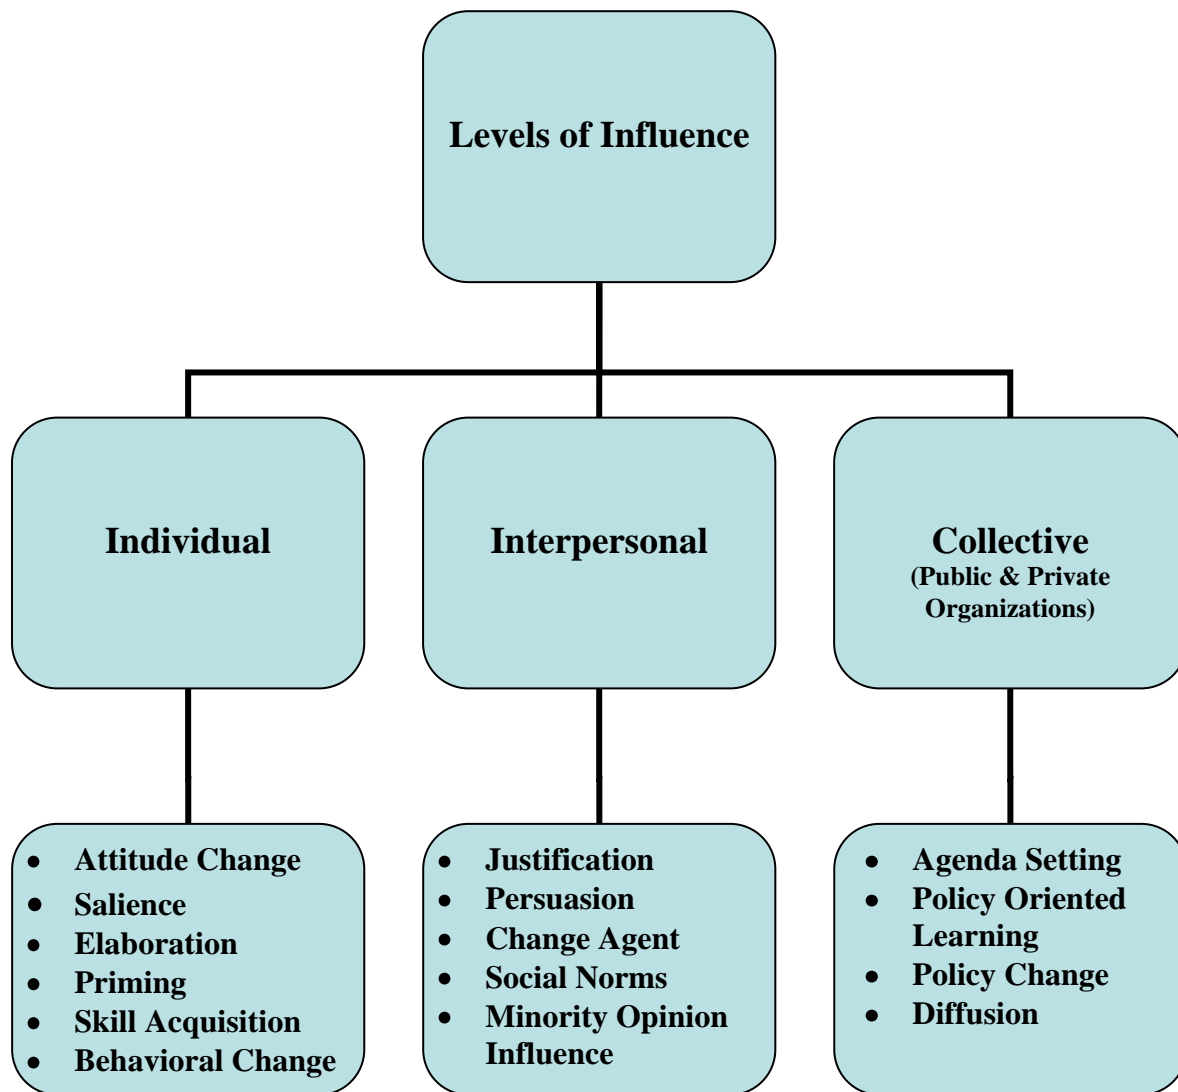 Levels of Influence
Individual
Interpersonal
Collective
(Public & Private
Organizations)
• Attitude Change
• Salience
• Elaboration
• Priming
• Skill Acquisition
• Behavioral Change
• Justification
• Persuasion
• Change Agent
• Social Norms
• Minority Opinion
Influence
• Agenda Setting
• Policy Oriented
Learning
• Policy Change
• Diffusion